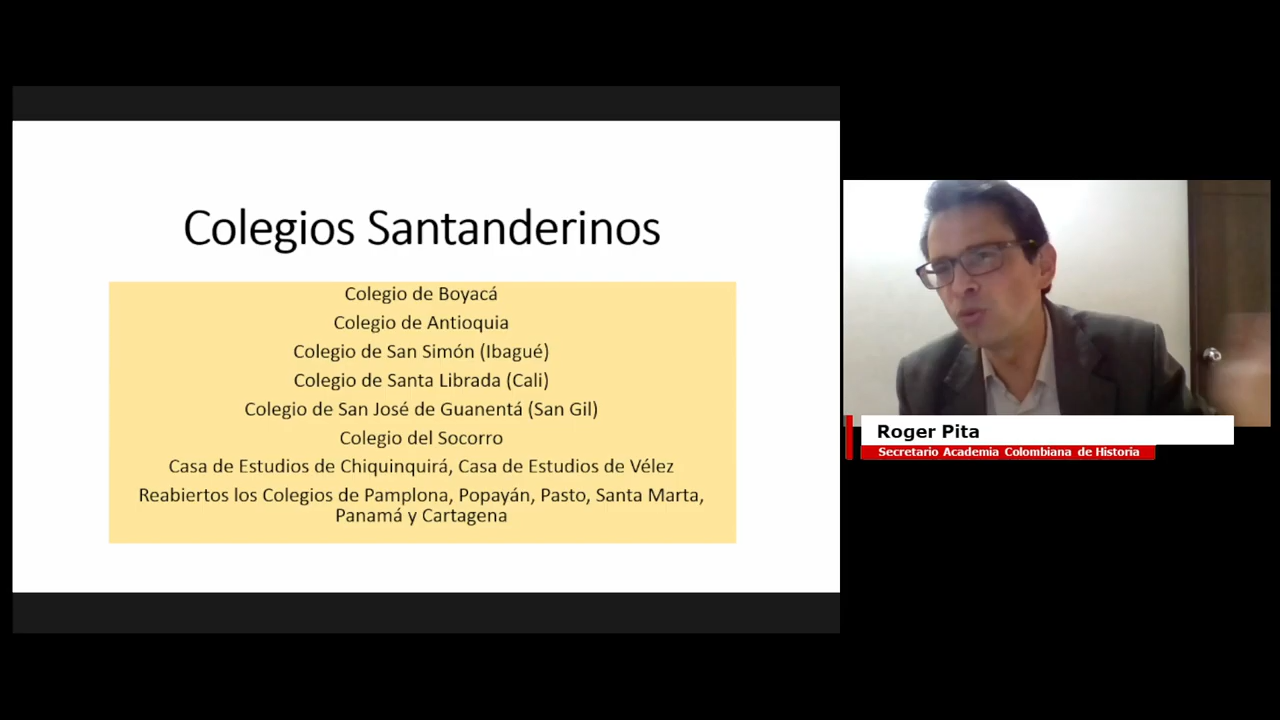 Colegios Santanderinos
Colegio de Boyacá
Colegio de Antioquia
Colegio de San Simón (Ibagué)
Colegio de Santa Librada (Cali)
Colegio de San José de Guanentá (San Gil)
Colegio del Socorro
Casa de Estudios de Chiquinquirá, Casa de Estudios de Vélez
Reabiertos los Colegios de Pamplona, Popayán, Pasto, Santa Marta,
Panamá y Cartagena
Roger Pita
Secretario Academia Colombiana de Historia